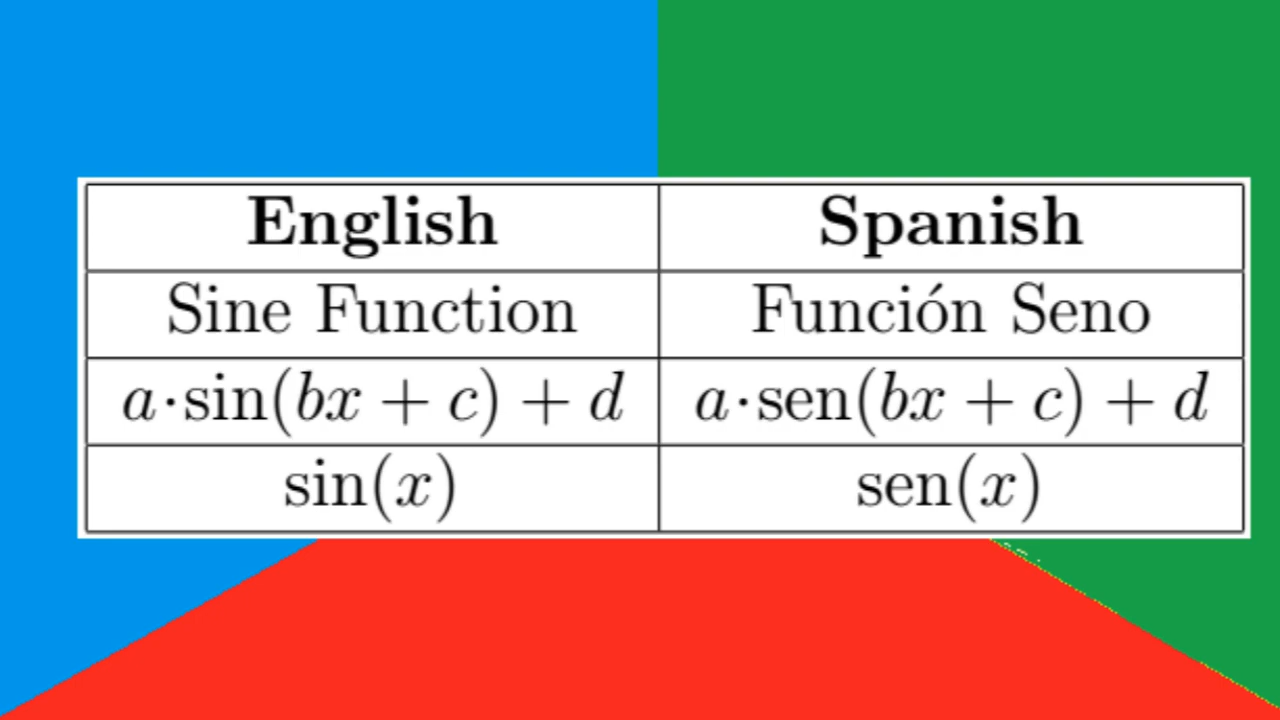 English Spanish
Sine Function Función Seno
a·sin(bx + c) + d a·sen(bx + c) + d
sin(x) sen(x)